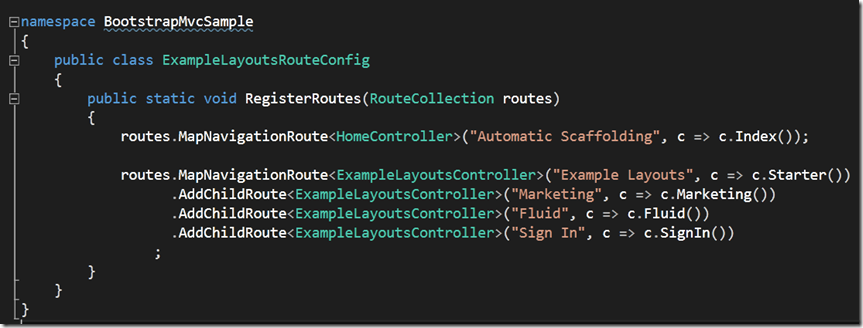 namespace BootstrapMvcSample
{
    public class ExampleLayoutsRouteConfig
    {
        public static void RegisterRoutes(RouteCollection routes)
        {
            routes.MapNavigationRoute<HomeController>("Automatic Scaffolding", c => c.Index());

            routes.MapNavigationRoute<ExampleLayoutsController>("Example Layouts", c => c.Starter())
                  .AddChildRoute<ExampleLayoutsController>("Marketing", c => c.Marketing())
                  .AddChildRoute<ExampleLayoutsController>("Fluid", c => c.Fluid())
                  .AddChildRoute<ExampleLayoutsController>("Sign In", c => c.SignIn())
                ;
        }
    }
}